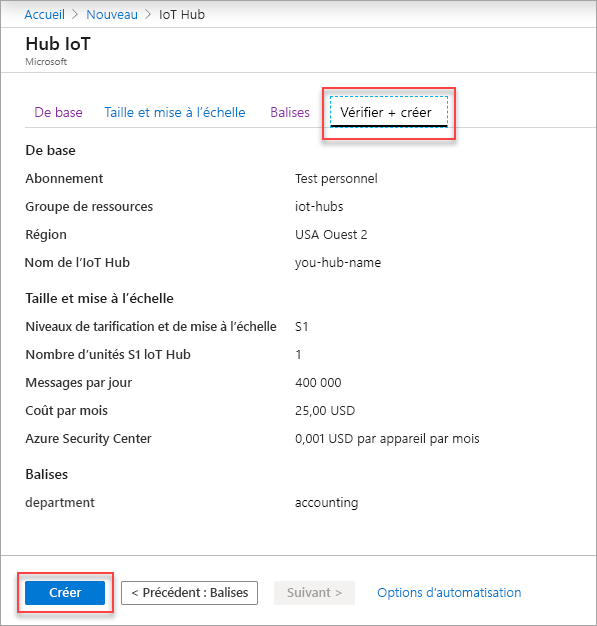 Accueil > Nouveau > IoT Hub
Hub IoT
Microsoft
De base Taille et mise à l'échelle Balises Vérifier + créer
De base
Abonnement Test personnel
Groupe de ressources iot-hubs
Région USA Ouest 2
Nom de l'IoT Hub you-hub-name
Taille et mise à l'échelle
Niveaux de tarification et de mise à l'échelle S1
Nombre d'unités S1 IoT Hub 1
Messages par jour 400 000
Coût par mois 25,00 USD
Azure Security Center 0,001 USD par appareil par mois
Balises
department accounting
Créer < Précédent : Balises Suivant > Options d'automatisation